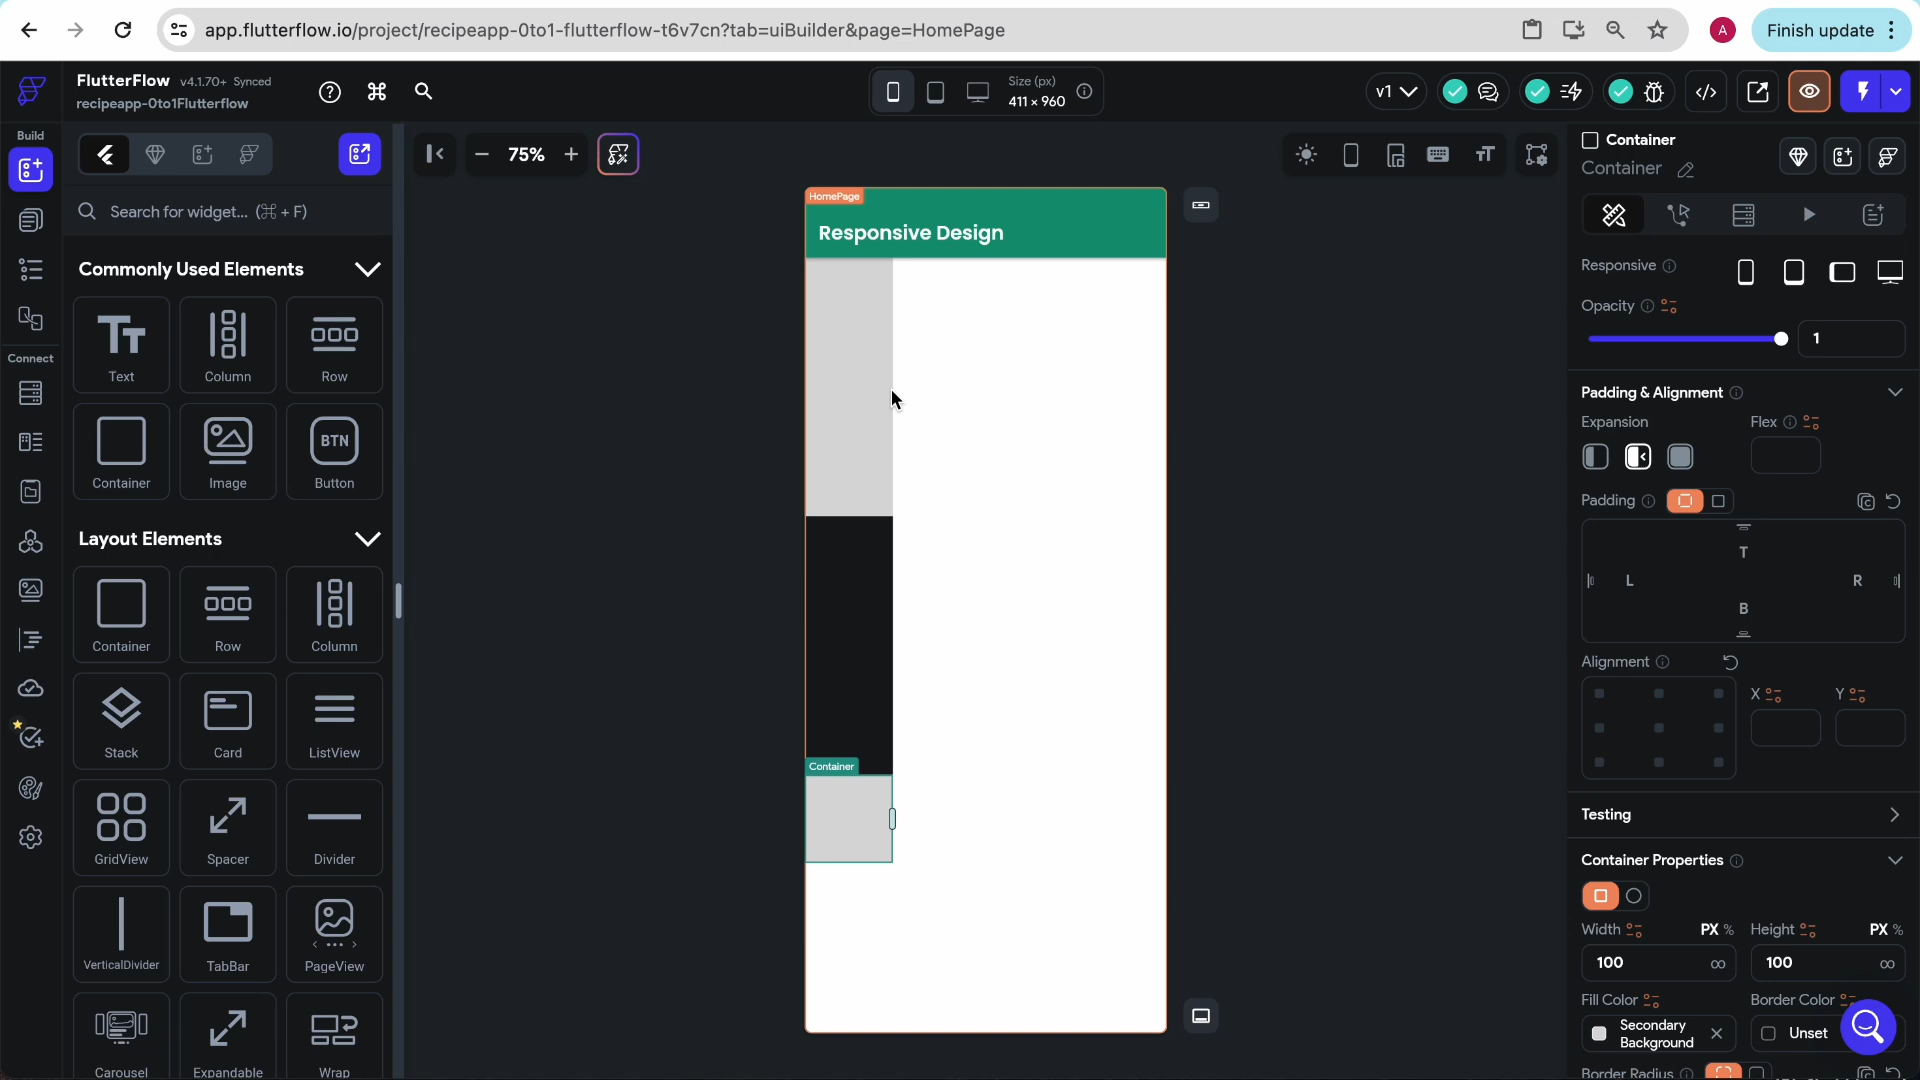 app.flutterflow.io/project/recipeapp-0to1-flutterflow-t6v7cn?tab=uiBuilder&page=HomePage
A
Finish update
FlutterFlow v4.1.70+ Synced
recipeapp-0to1Flutterflow
Size (px)
411 × 960
v1
Build
Connect
75%
Search for widget... (⌘ + F)
Commonly Used Elements
Text
Column
Row
Container
Image
BTN
Button
Layout Elements
Container
Row
Column
Stack
Card
ListView
GridView
Spacer
Divider
VerticalDivider
TabBar
PageView
Carousel
Expandable
Wrap
HomePage
Responsive Design
Container
Container
Container
Responsive
Opacity
1
Padding & Alignment
Expansion
Flex
Padding
T
L
R
B
Alignment
X
Y
Testing
Container Properties
Width PX %
Height PX %
100 ∞
100 ∞
Fill Color
Border Color
Secondary
Background
Unset
Border Radius